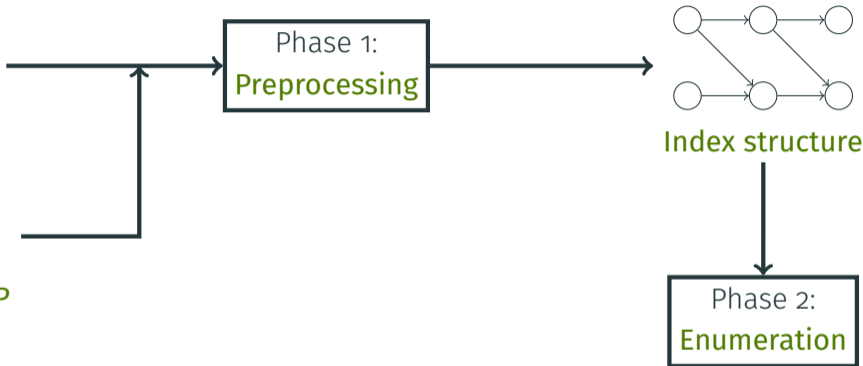 Phase 1:
Preprocessing
Index structure
P
Phase 2:
Enumeration